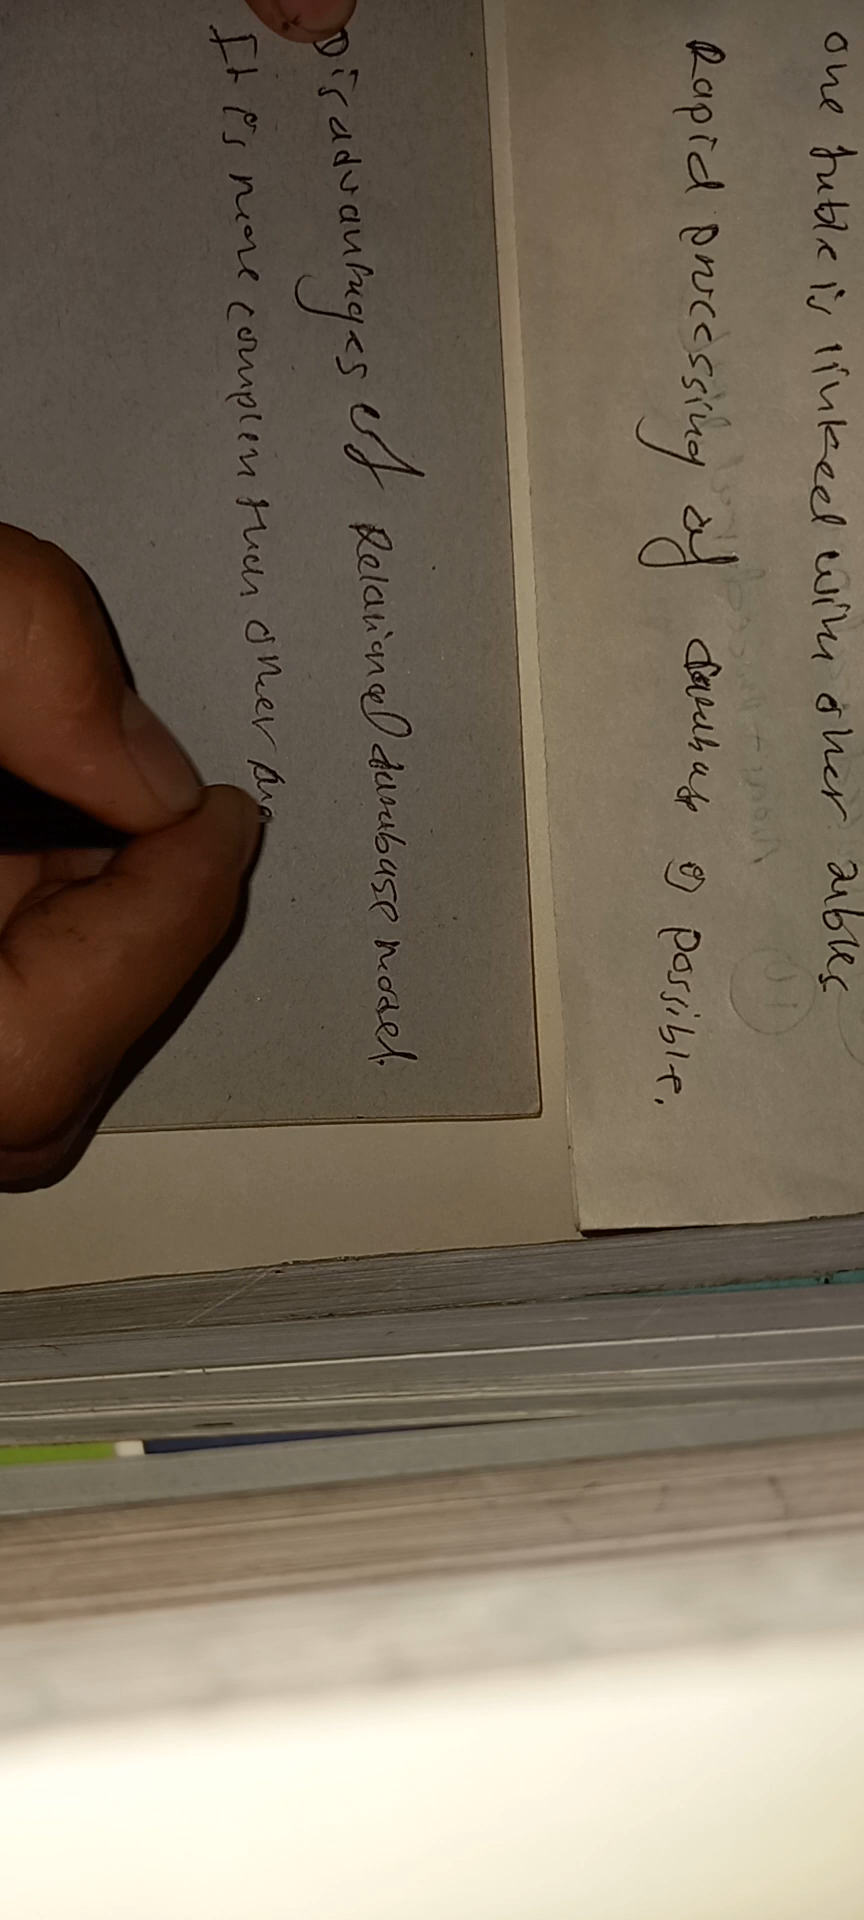 one table is linked with other ables
Rapid processing of database is possible.
Disadvantages of Relational database model.
It is more complex than other